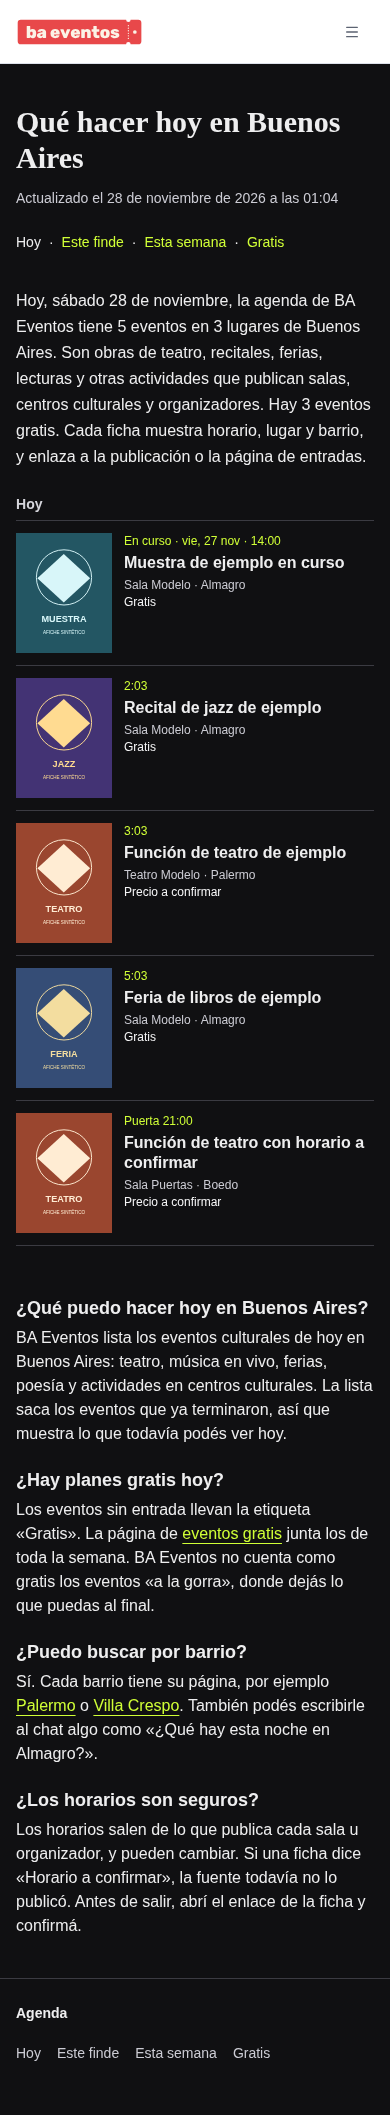 ba eventos
Qué hacer hoy en Buenos
Aires
Actualizado el 28 de noviembre de 2026 a las 01:04
Hoy · Este finde · Esta semana · Gratis
Hoy, sábado 28 de noviembre, la agenda de BA
Eventos tiene 5 eventos en 3 lugares de Buenos
Aires. Son obras de teatro, recitales, ferias,
lecturas y otras actividades que publican salas,
centros culturales y organizadores. Hay 3 eventos
gratis. Cada ficha muestra horario, lugar y barrio,
y enlaza a la publicación o la página de entradas.
Hoy
MUESTRA
AFICHE SINTÉTICO
En curso · vie, 27 nov · 14:00
Muestra de ejemplo en curso
Sala Modelo · Almagro
Gratis
JAZZ
AFICHE SINTÉTICO
2:03
Recital de jazz de ejemplo
Sala Modelo · Almagro
Gratis
TEATRO
AFICHE SINTÉTICO
3:03
Función de teatro de ejemplo
Teatro Modelo · Palermo
Precio a confirmar
FERIA
AFICHE SINTÉTICO
5:03
Feria de libros de ejemplo
Sala Modelo · Almagro
Gratis
TEATRO
AFICHE SINTÉTICO
Puerta 21:00
Función de teatro con horario a
confirmar
Sala Puertas · Boedo
Precio a confirmar
¿Qué puedo hacer hoy en Buenos Aires?
BA Eventos lista los eventos culturales de hoy en
Buenos Aires: teatro, música en vivo, ferias,
poesía y actividades en centros culturales. La lista
saca los eventos que ya terminaron, así que
muestra lo que todavía podés ver hoy.
¿Hay planes gratis hoy?
Los eventos sin entrada llevan la etiqueta
«Gratis». La página de eventos gratis junta los de
toda la semana. BA Eventos no cuenta como
gratis los eventos «a la gorra», donde dejás lo
que puedas al final.
¿Puedo buscar por barrio?
Sí. Cada barrio tiene su página, por ejemplo
Palermo o Villa Crespo. También podés escribirle
al chat algo como «¿Qué hay esta noche en
Almagro?».
¿Los horarios son seguros?
Los horarios salen de lo que publica cada sala u
organizador, y pueden cambiar. Si una ficha dice
«Horario a confirmar», la fuente todavía no lo
publicó. Antes de salir, abrí el enlace de la ficha y
confirmá.
Agenda
Hoy Este finde Esta semana Gratis